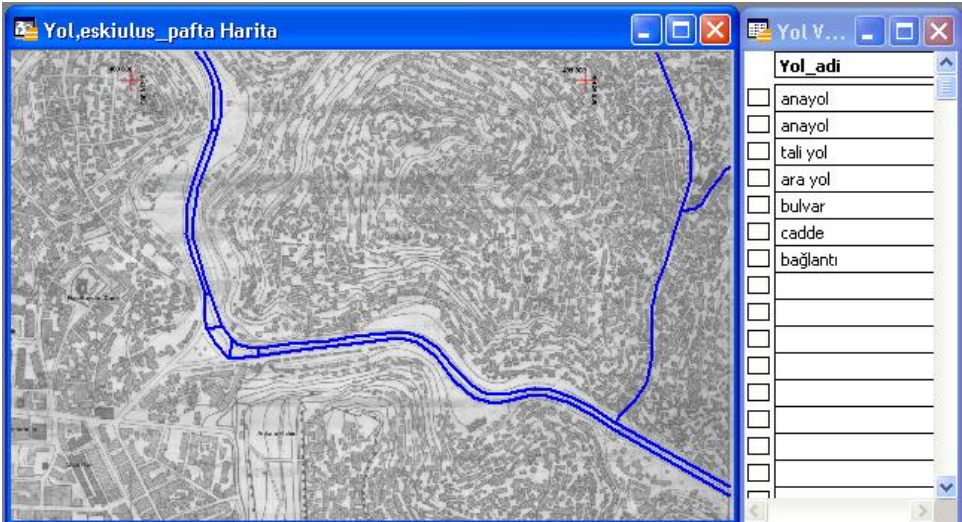 Yol,eskiulus_pafta Harita
Yol V...
Yol_adi
anayol
anayol
tali yol
ara yol
bulvar
cadde
bağlantı